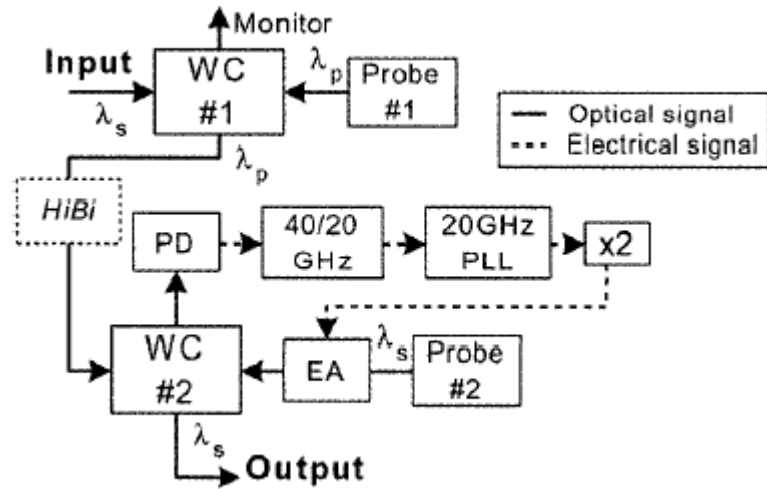 Monitor
Input
WC
#1
λp
Probe
#1
λs
λp
Optical signal
Electrical signal
HiBi
PD
40/20
GHz
20GHz
PLL
x2
WC
#2
EA
λs
Probe
#2
λs
Output